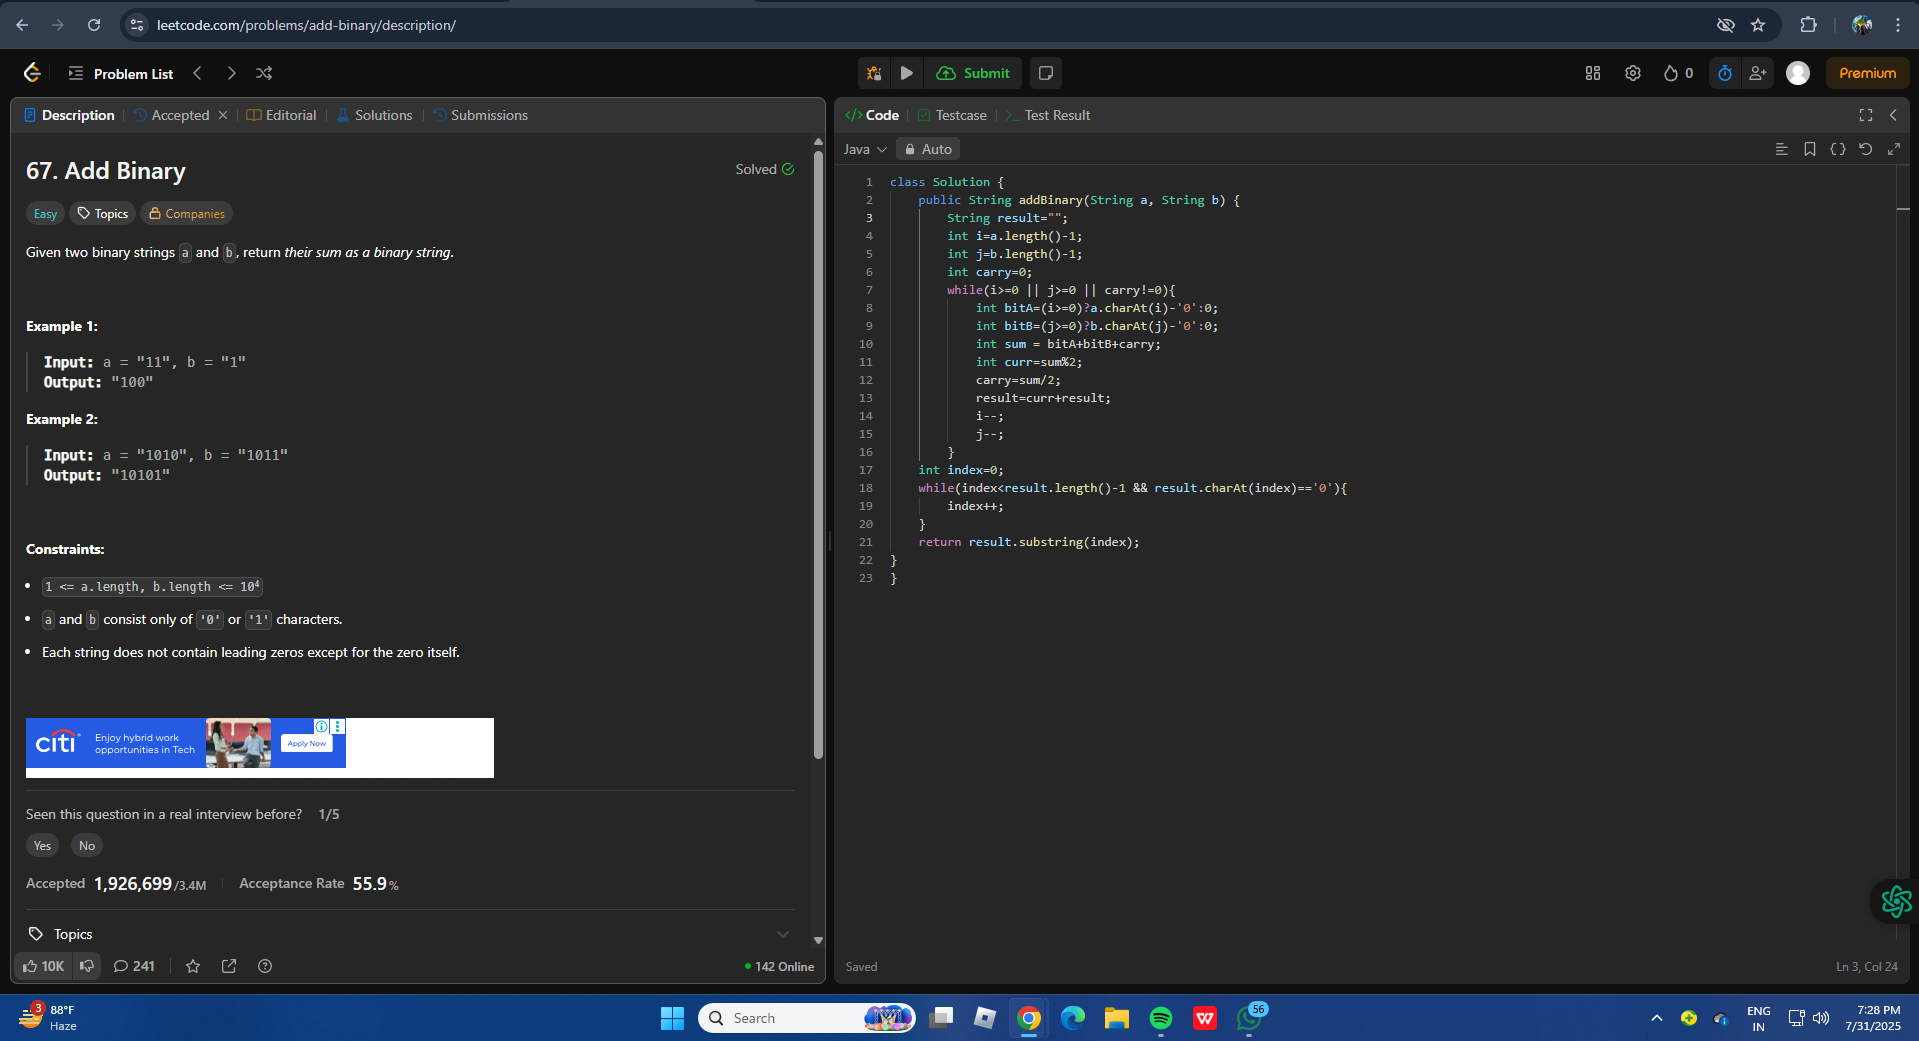 leetcode.com/problems/add-binary/description/
Problem List
Submit
0
Premium
Description
Accepted
Editorial
Solutions
Submissions
67. Add Binary
Solved
Easy
Topics
Companies
Given two binary strings a and b, return their sum as a binary string.
Example 1:
Input: a = "11", b = "1"
Output: "100"
Example 2:
Input: a = "1010", b = "1011"
Output: "10101"
Constraints:
1 <= a.length, b.length <= 10⁴
a and b consist only of '0' or '1' characters.
Each string does not contain leading zeros except for the zero itself.
citi
Enjoy hybrid work
opportunities in Tech
Apply Now
Seen this question in a real interview before? 1/5
Yes
No
Accepted 1,926,699/3.4M
Acceptance Rate 55.9%
Topics
10K
241
142 Online
Code
Testcase
Test Result
Java
Auto
1 class Solution {
2 public String addBinary(String a, String b) {
3 String result="";
4 int i=a.length()-1;
5 int j=b.length()-1;
6 int carry=0;
7 while(i>=0 || j>=0 || carry!=0){
8 int bitA=(i>=0)?a.charAt(i)-'0':0;
9 int bitB=(j>=0)?b.charAt(j)-'0':0;
10 int sum = bitA+bitB+carry;
11 int curr=sum%2;
12 carry=sum/2;
13 result=curr+result;
14 i--;
15 j--;
16 }
17 int index=0;
18 while(index<result.length()-1 && result.charAt(index)=='0'){
19 index++;
20 }
21 return result.substring(index);
22 }
23 }
Saved
Ln 3, Col 24
3
88°F
Haze
Search
W
56
ENG
IN
7:28 PM
7/31/2025